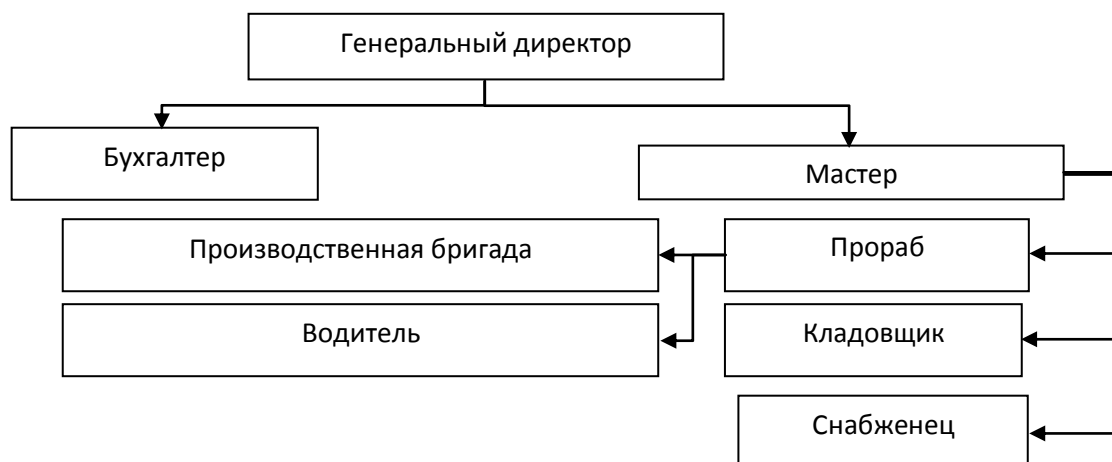 Генеральный директор
Бухгалтер
Мастер
Производственная бригада
Прораб
Водитель
Кладовщик
Снабженец